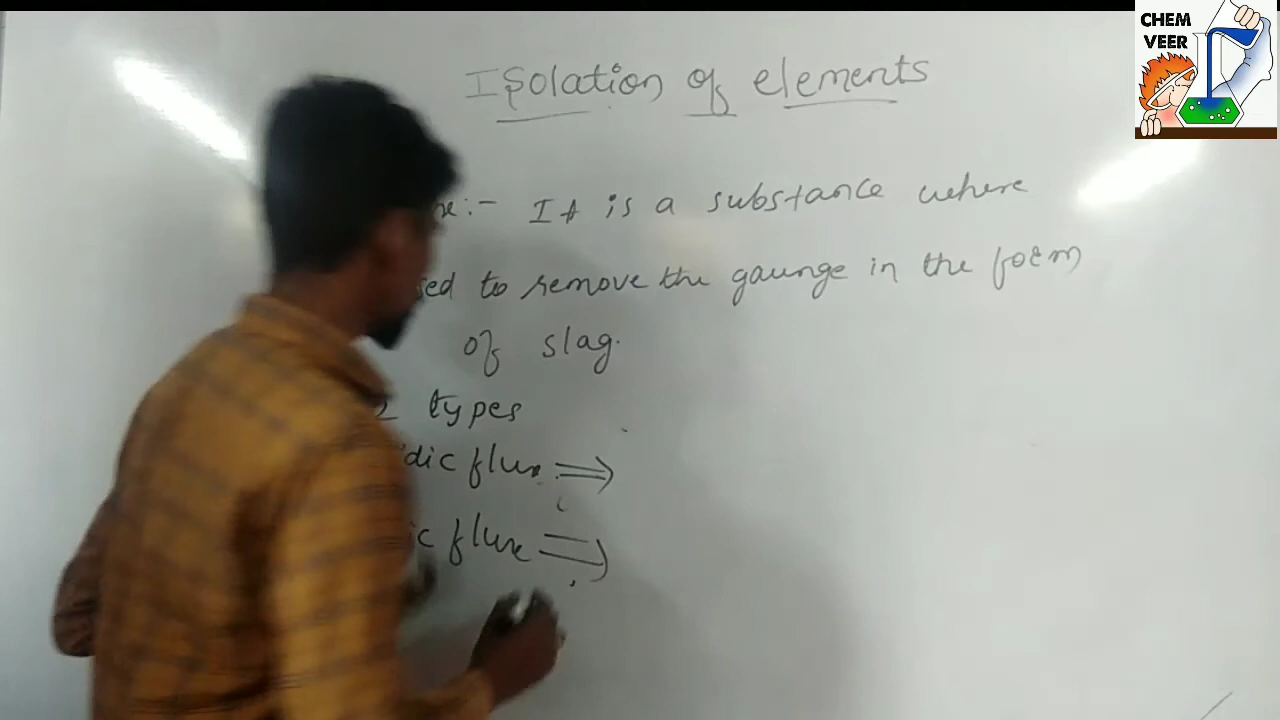 CHEM
VEER
Isolation of elements
:- It is a substance where
to remove the gaunge in the form
of slag.
2 types
flux ⇒
flux ⇒